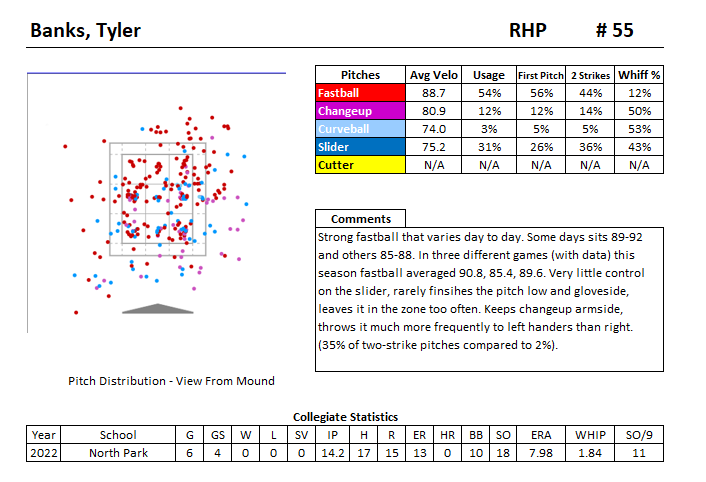 Banks, Tyler RHP # 55
Pitches Avg Velo Usage First Pitch 2 Strikes Whiff %
Fastball 88.7 54% 56% 44% 12%
Changeup 80.9 12% 12% 14% 50%
Curveball 74.0 3% 5% 5% 53%
Slider 75.2 31% 26% 36% 43%
Cutter N/A N/A N/A N/A N/A
Comments
Strong fastball that varies day to day. Some days sits 89-92
and others 85-88. In three different games (with data) this
season fastball averaged 90.8, 85.4, 89.6. Very little control
on the slider, rarely finsihes the pitch low and gloveside,
leaves it in the zone too often. Keeps changeup armside,
throws it much more frequently to left handers than right.
(35% of two-strike pitches compared to 2%).
Pitch Distribution - View From Mound
Collegiate Statistics
Year School G GS W L SV IP H R ER HR BB SO ERA WHIP SO/9
2022 North Park 6 4 0 0 0 14.2 17 15 13 0 10 18 7.98 1.84 11